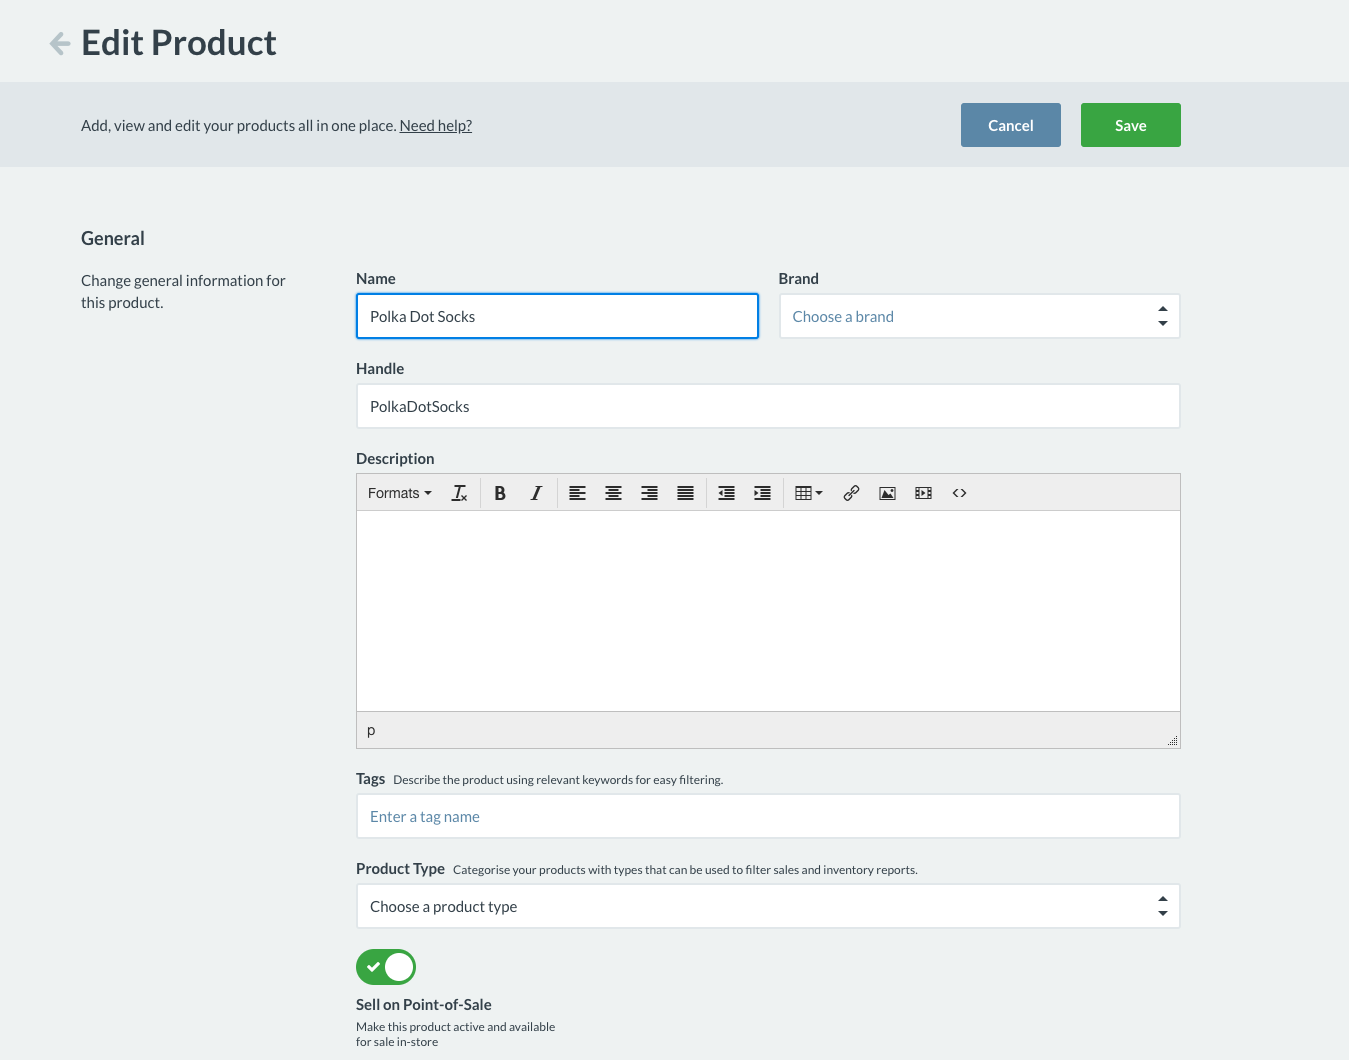 Edit Product
Add, view and edit your products all in one place. Need help?
Cancel
Save
General
Change general information for
this product.
Name
Brand
Polka Dot Socks
Choose a brand
Handle
PolkaDotSocks
Description
Formats
p
Tags Describe the product using relevant keywords for easy filtering.
Enter a tag name
Product Type Categorise your products with types that can be used to filter sales and inventory reports.
Choose a product type
Sell on Point-of-Sale
Make this product active and available
for sale in-store